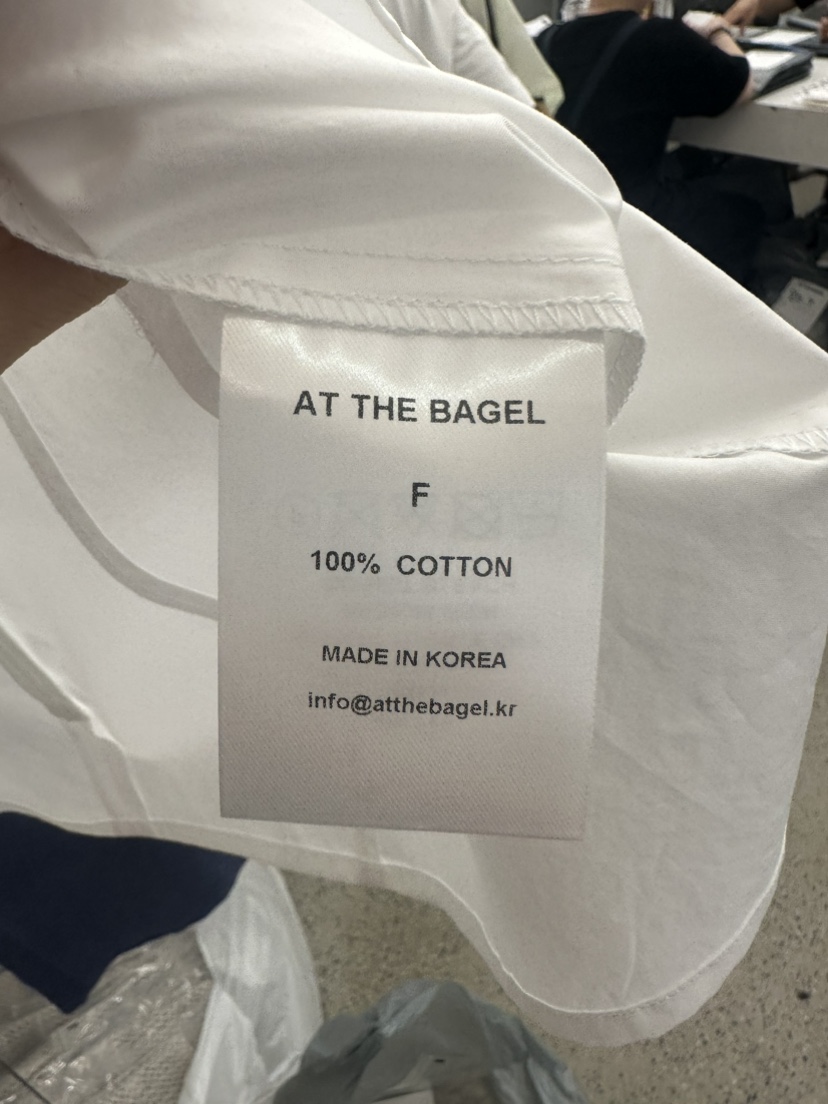 AT THE BAGEL
F
100% COTTON
MADE IN KOREA
info@atthebagel.kr